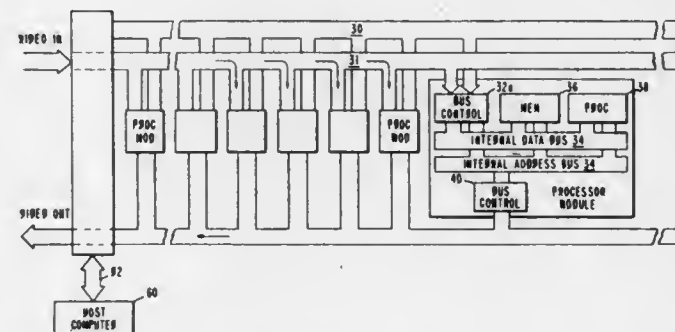 30
VIDEO IN
31
32a
36
38
BUS
CONTROL
MEM
PROC
PROC
MOD
PROC
MOD
INTERNAL DATA BUS 34
INTERNAL ADDRESS BUS 34
40
BUS
CONTROL
PROCESSOR
MODULE
VIDEO OUT
92
60
HOST
COMPUTER